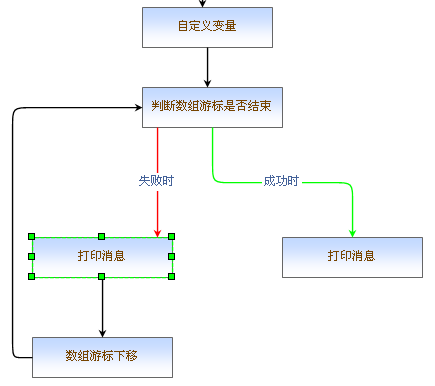 自定义变量
判断数组游标是否结束
失败时
成功时
打印消息
打印消息
数组游标下移